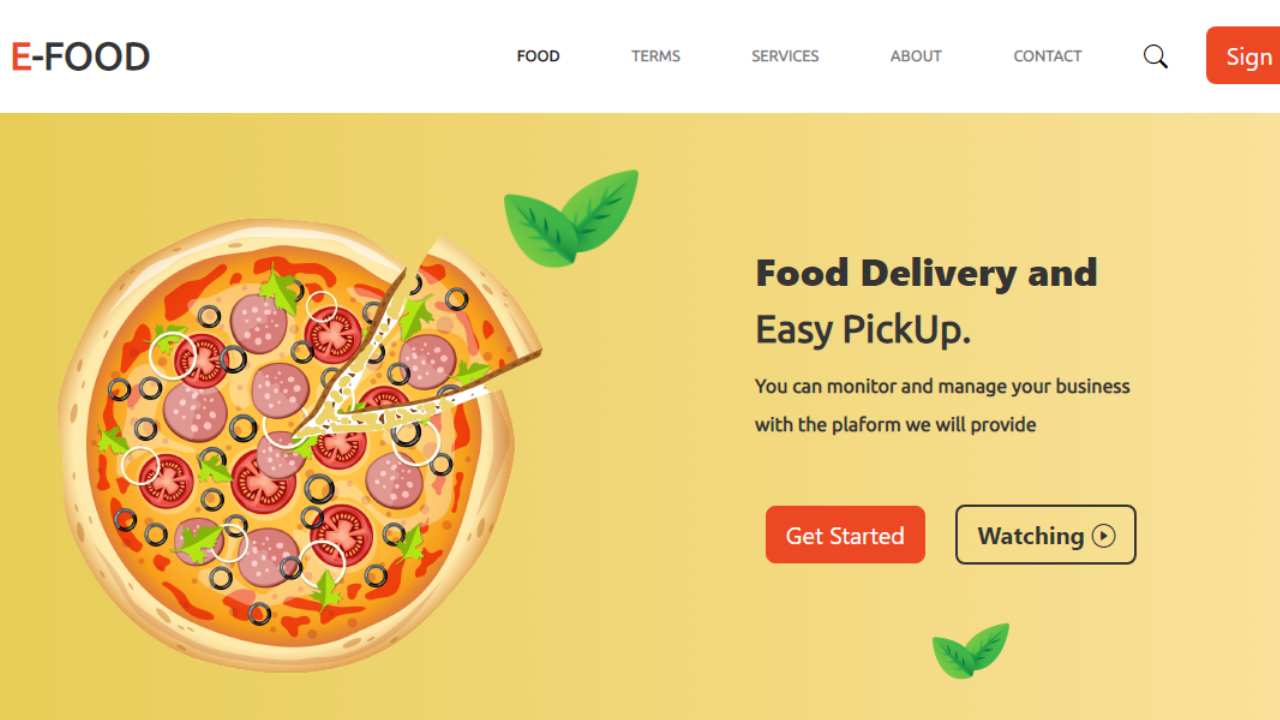 E-FOOD
FOOD TERMS SERVICES ABOUT CONTACT Sign
Food Delivery and
Easy PickUp.
You can monitor and manage your business
with the plaform we will provide
Get Started Watching